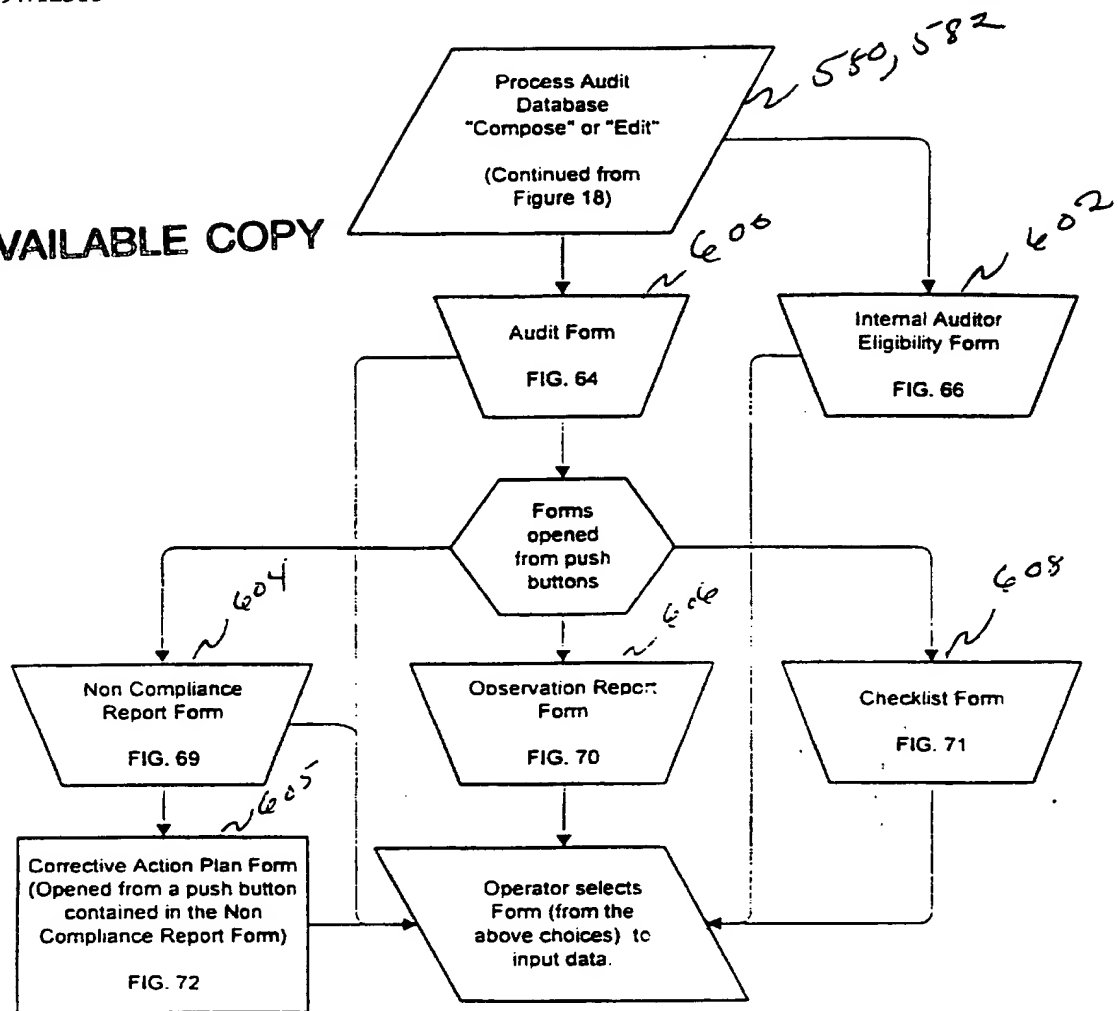 Process Audit
Database
"Compose" or "Edit"
(Continued from
Figure 18)
580, 582
VAILABLE COPY
600
602
Audit Form
FIG. 64
Internal Auditor
Eligibility Form
FIG. 66
Forms
opened
from push
buttons
604
606
608
Non Compliance
Report Form
FIG. 69
Observation Report
Form
FIG. 70
Checklist Form
FIG. 71
605
Corrective Action Plan Form
(Opened from a push button
contained in the Non
Compliance Report Form)
FIG. 72
Operator selects
Form (from the
above choices) to
input data.